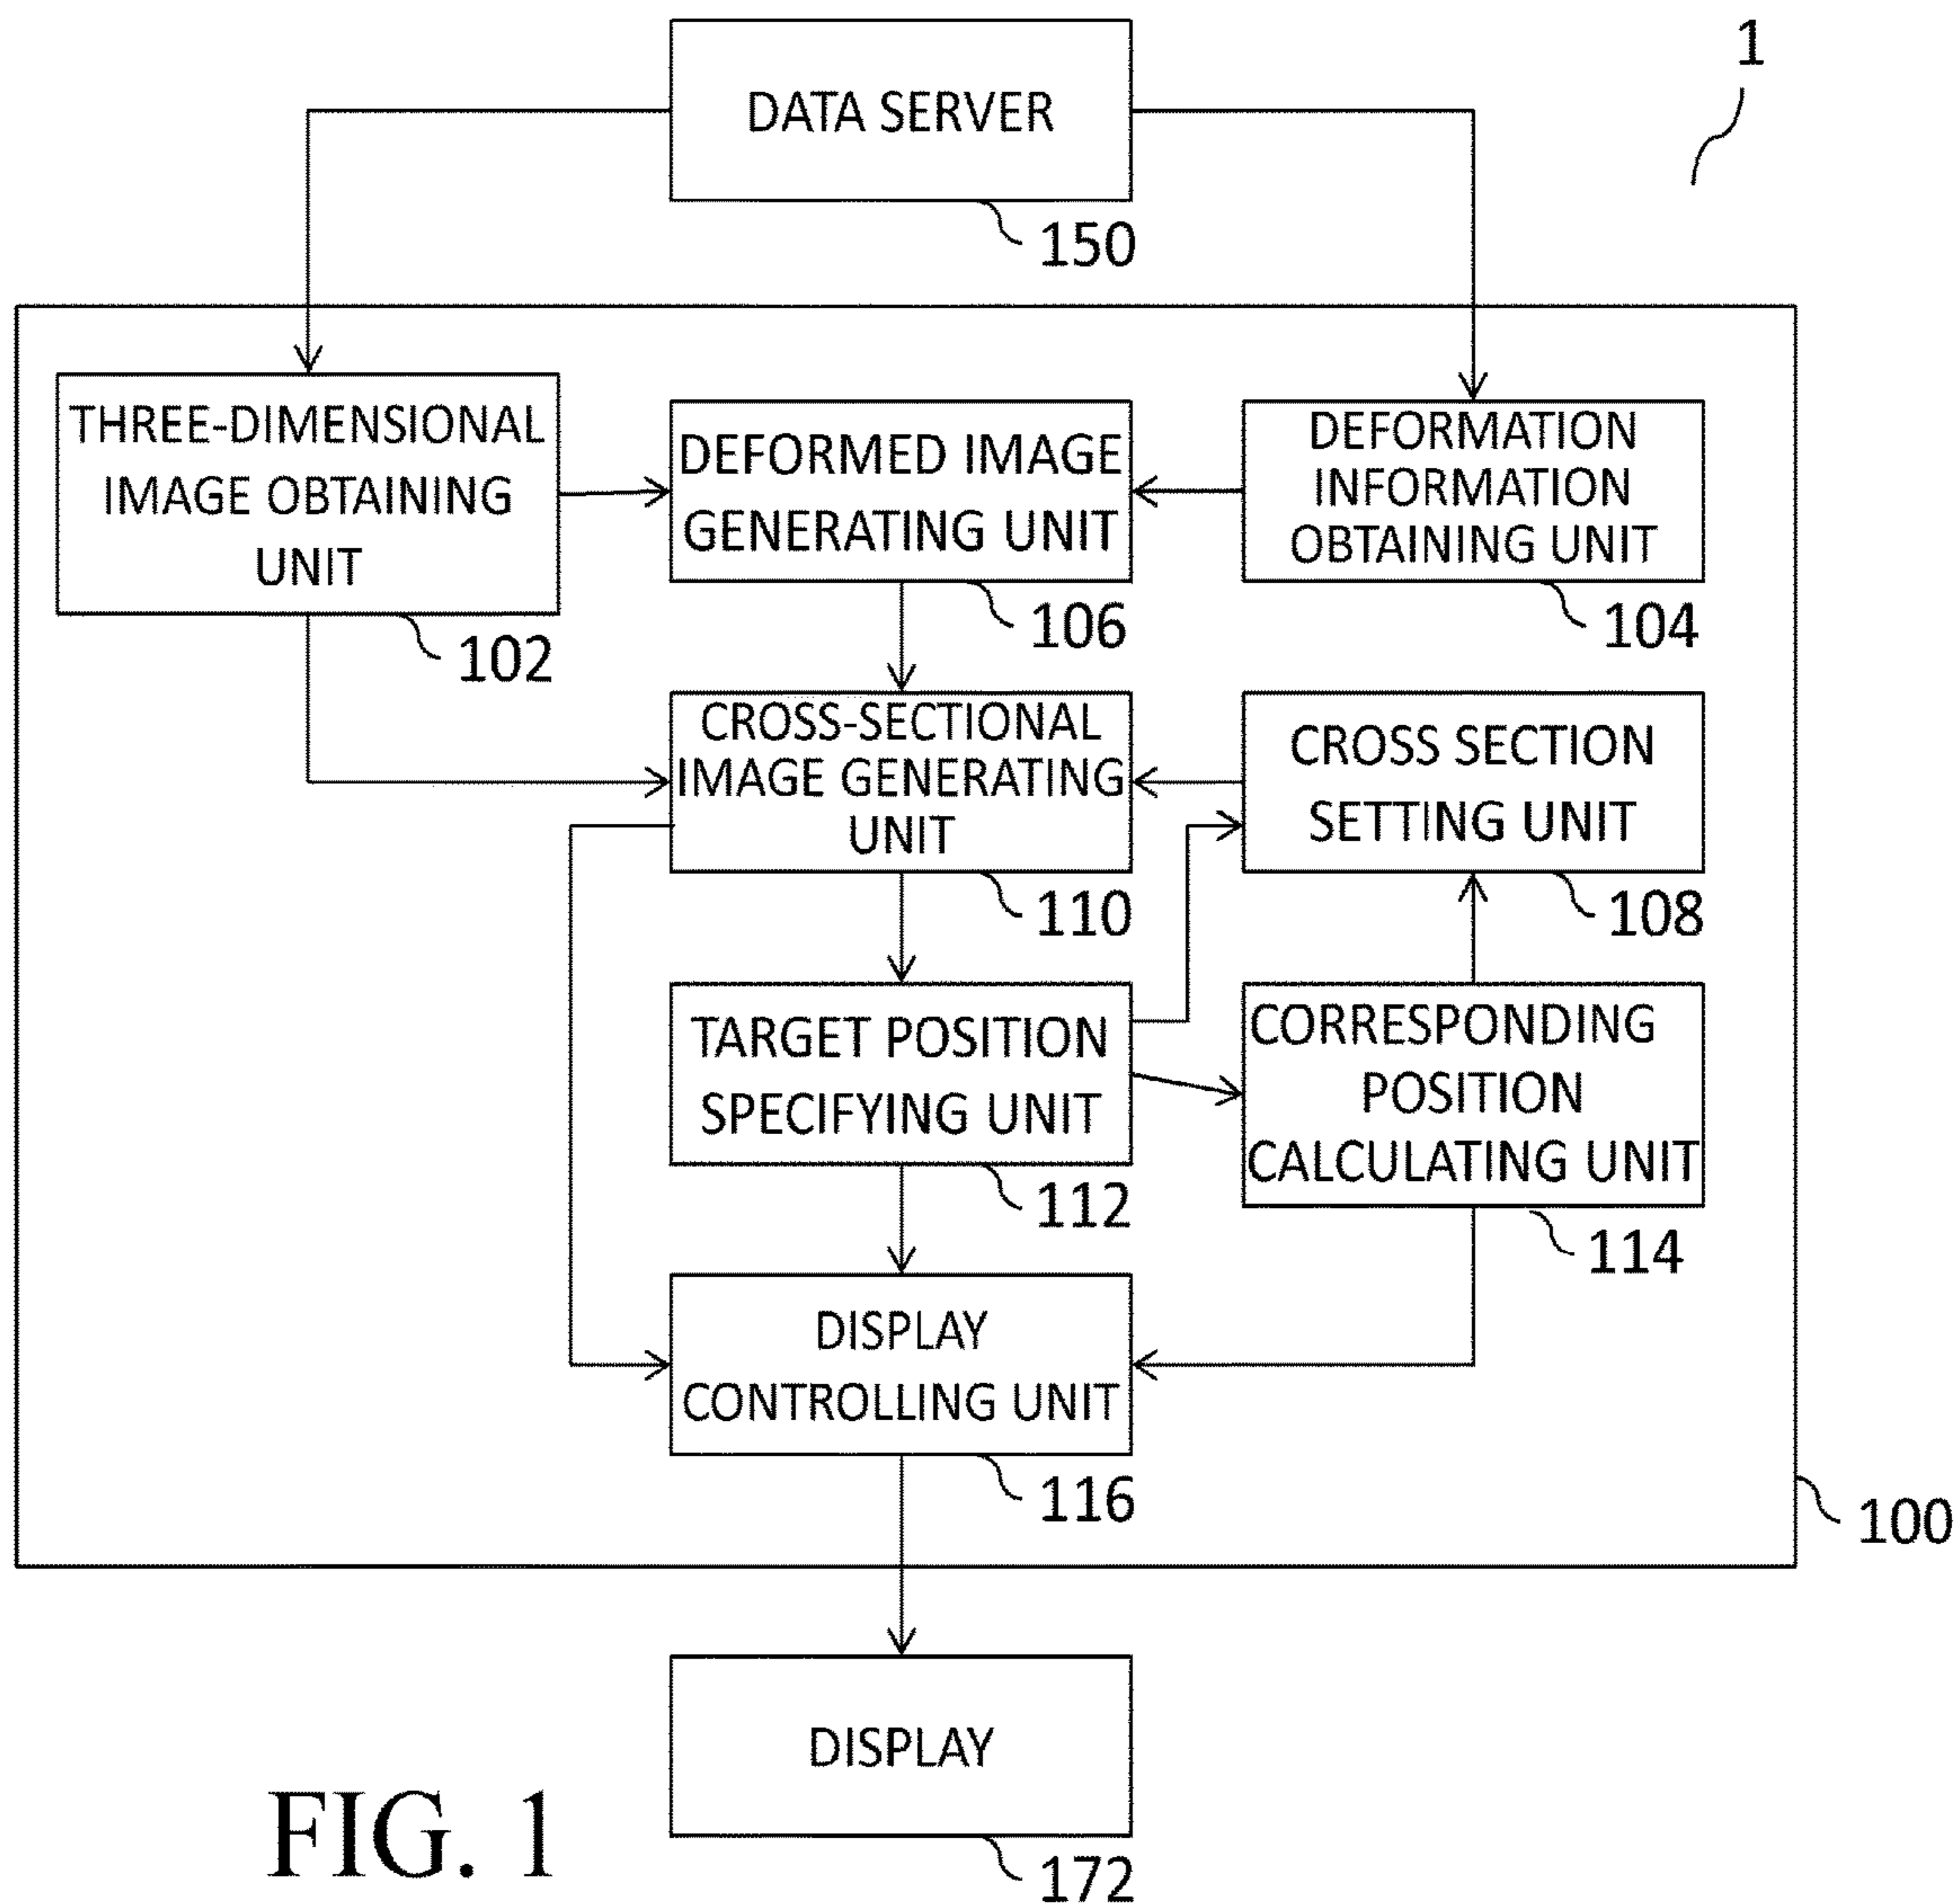 1
DATA SERVER
150
THREE-DIMENSIONAL
IMAGE OBTAINING
UNIT
102
DEFORMED IMAGE
GENERATING UNIT
106
DEFORMATION
INFORMATION
OBTAINING UNIT
104
CROSS-SECTIONAL
IMAGE GENERATING
UNIT
110
CROSS SECTION
SETTING UNIT
108
TARGET POSITION
SPECIFYING UNIT
112
CORRESPONDING
POSITION
CALCULATING UNIT
114
DISPLAY
CONTROLLING UNIT
116
100
DISPLAY
172
FIG. 1